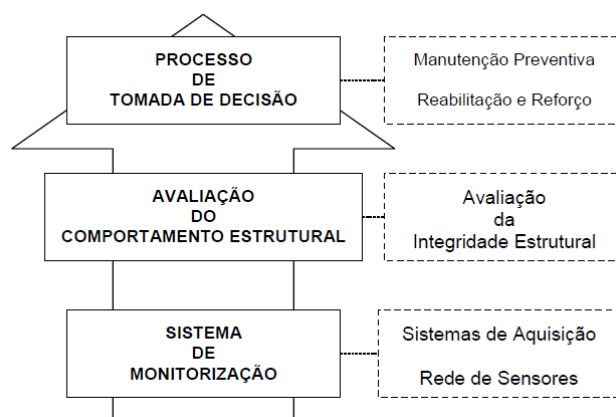 PROCESSO
DE
TOMADA DE DECISÃO
Manutenção Preventiva
Reabilitação e Reforço
AVALIAÇÃO
DO
COMPORTAMENTO ESTRUTURAL
Avaliação
da
Integridade Estrutural
SISTEMA
DE
MONITORIZAÇÃO
Sistemas de Aquisição
Rede de Sensores